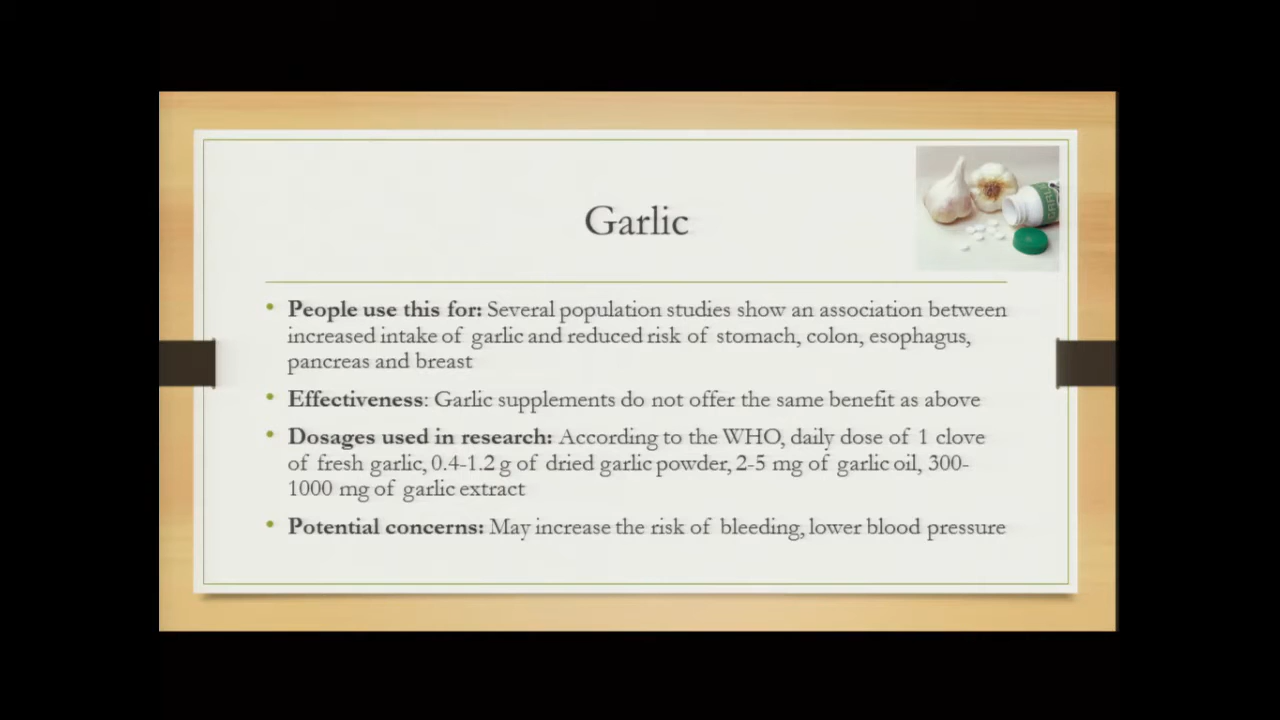 Garlic
• People use this for: Several population studies show an association between
increased intake of garlic and reduced risk of stomach, colon, esophagus,
pancreas and breast
• Effectiveness: Garlic supplements do not offer the same benefit as above
• Dosages used in research: According to the WHO, daily dose of 1 clove
of fresh garlic, 0.4-1.2 g of dried garlic powder, 2-5 mg of garlic oil, 300-
1000 mg of garlic extract
• Potential concerns: May increase the risk of bleeding, lower blood pressure